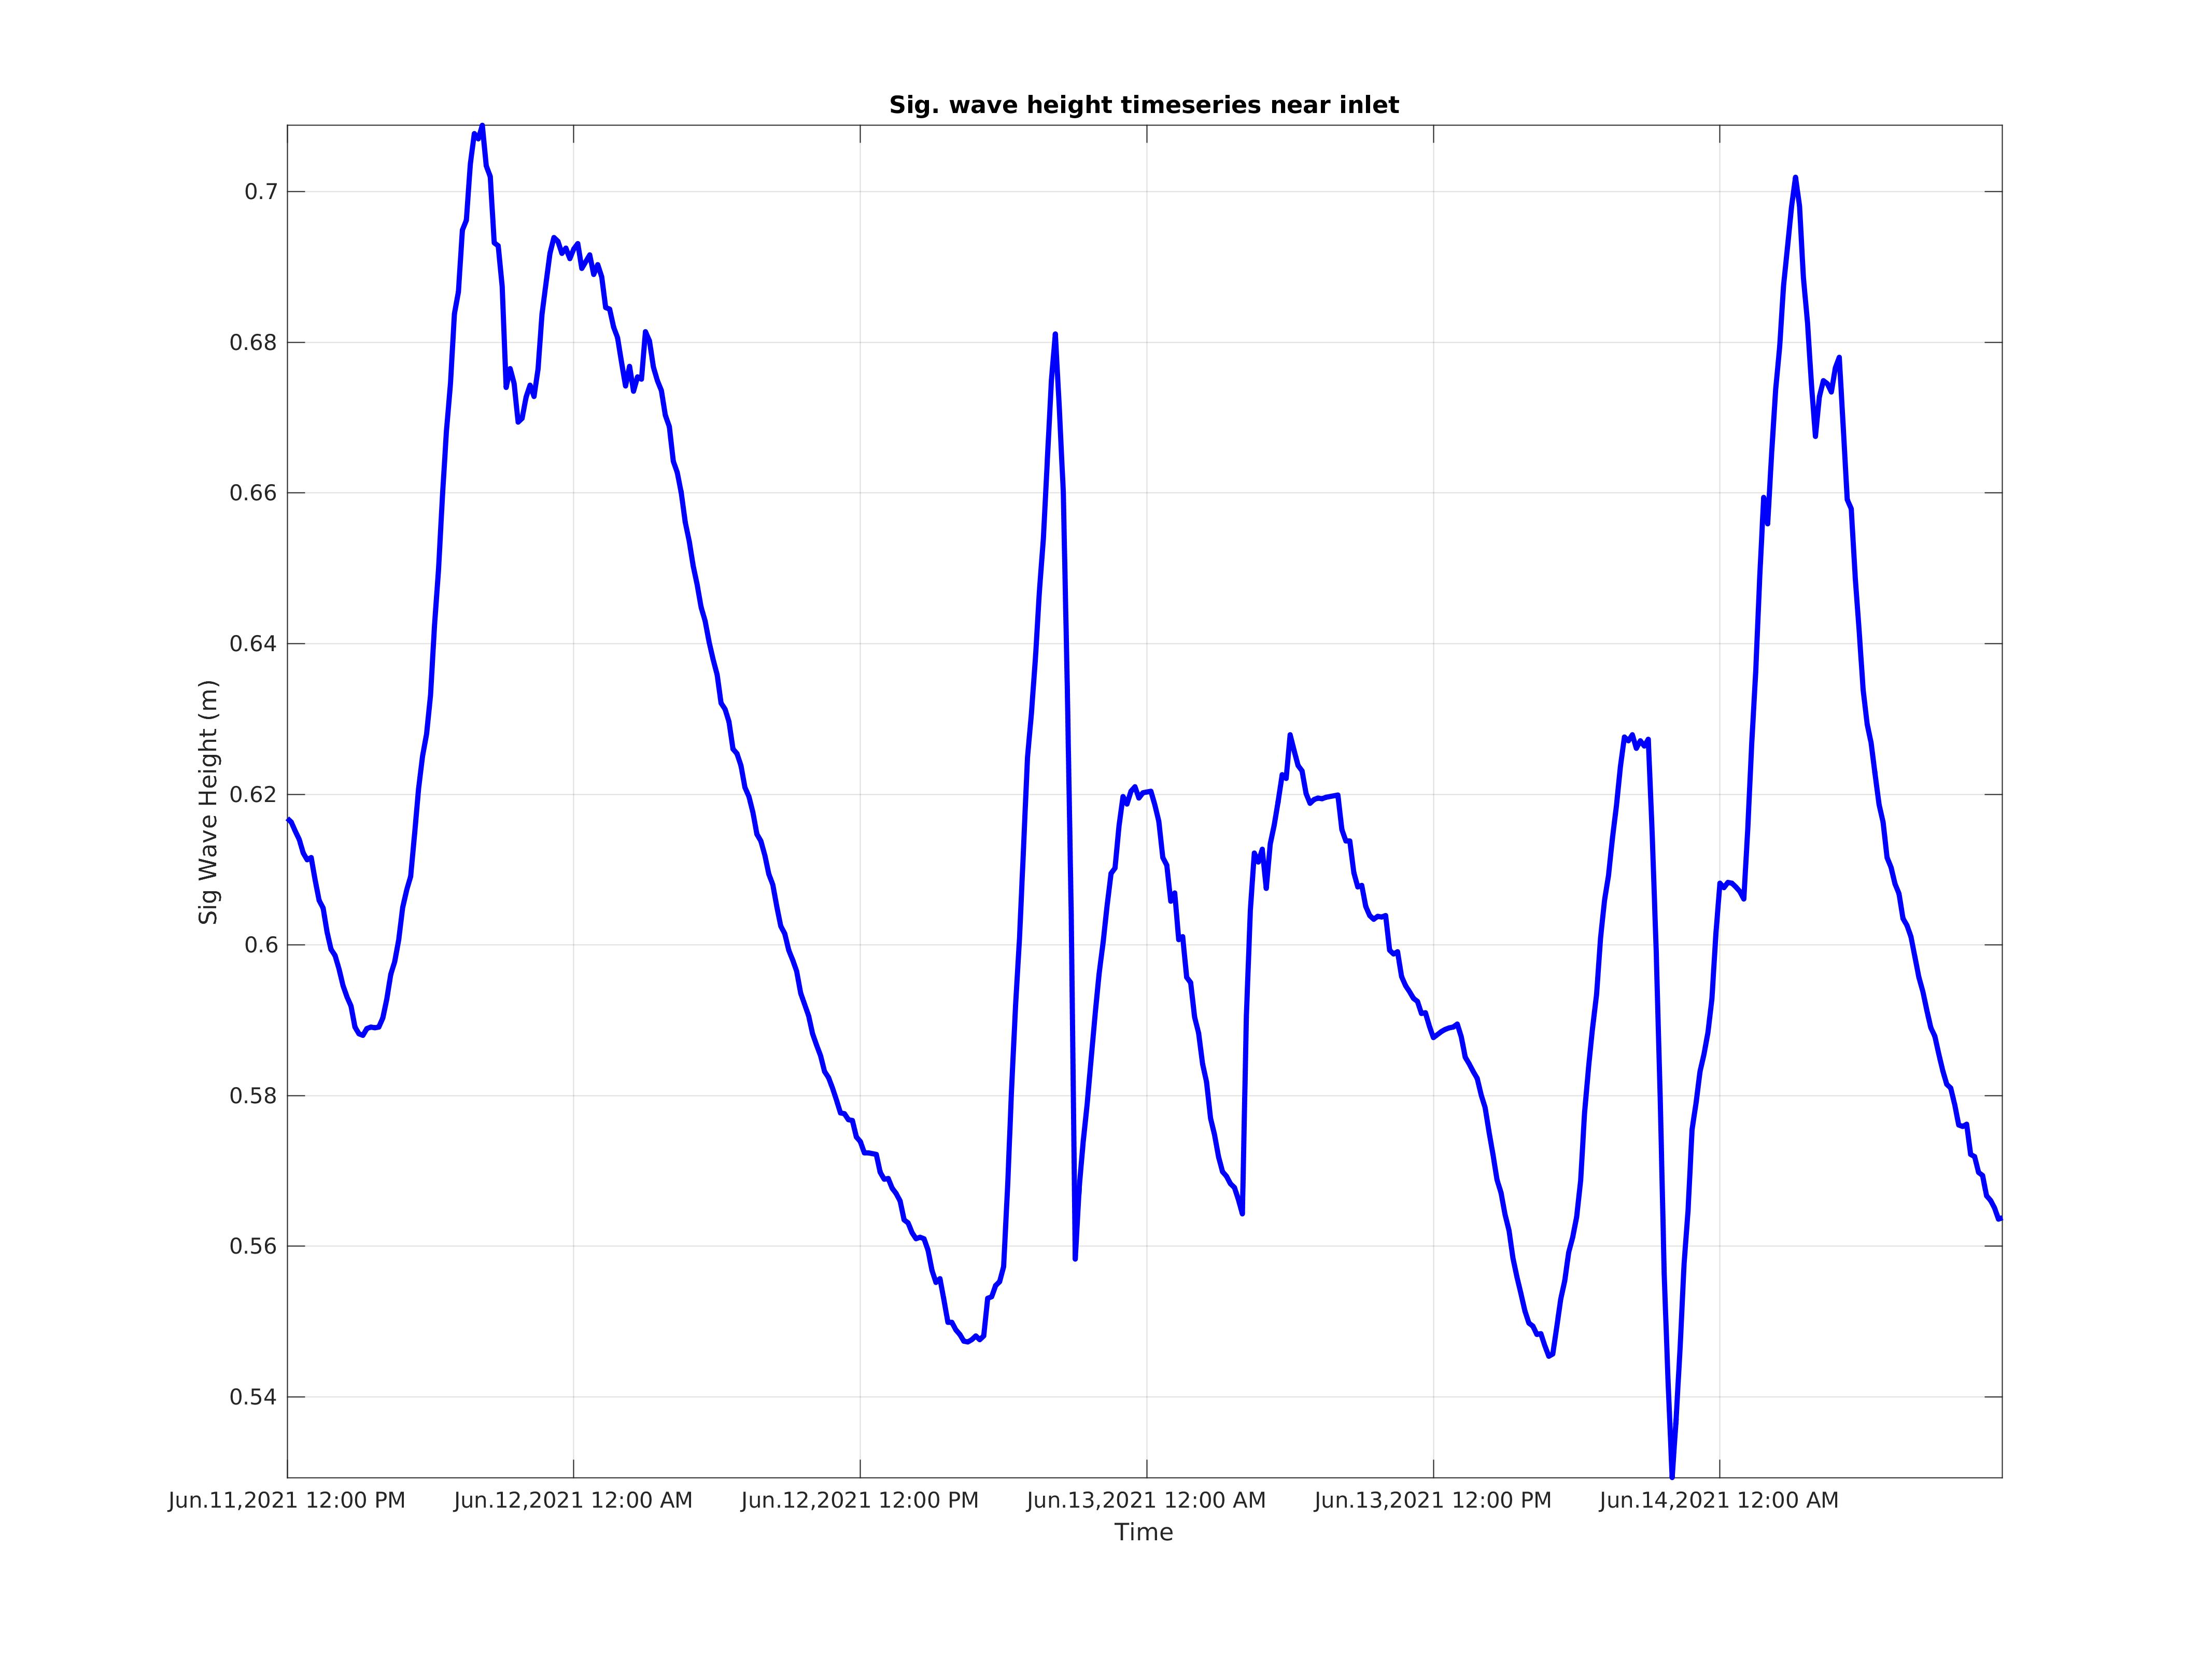 Sig. wave height timeseries near inlet
0.7
0.68
0.66
0.64
0.62
0.6
0.58
0.56
0.54
Sig Wave Height (m)
Jun.11,2021 12:00 PM Jun.12,2021 12:00 AM Jun.12,2021 12:00 PM Jun.13,2021 12:00 AM Jun.13,2021 12:00 PM Jun.14,2021 12:00 AM
Time